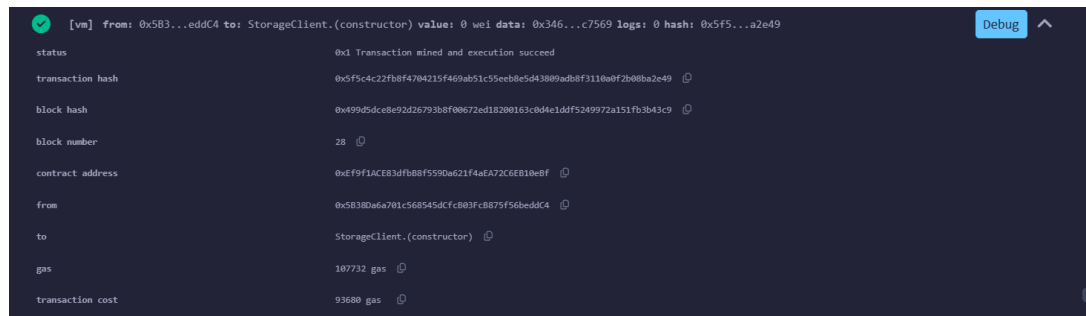 [vm] from: 0x5B3...eddC4 to: StorageClient.(constructor) value: 0 wei data: 0x346...c7569 logs: 0 hash: 0x5f5...a2e49 Debug
status 0x1 Transaction mined and execution succeed
transaction hash 0x5f5c4c22fb8f4704215f469ab51c55eeb8e5d43809adb8f3110a0f2b08ba2e49
block hash 0x499d5dce8e92d26793b8f00672ed18200163c0d4e1ddf5249972a151fb3b43c9
block number 28
contract address 0xEf9f1ACE83dfbB8f559Da621f4aEA72C6EB10eBf
from 0x5B38Da6a701c568545dCfcB03FcB875f56beddC4
to StorageClient.(constructor)
gas 107732 gas
transaction cost 93680 gas